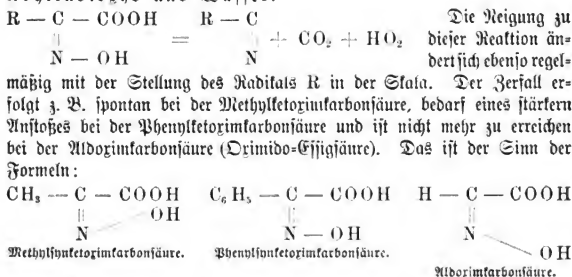 R — C — COOH R — C
‖ = ‖ + CO₂ + HO₂
N — OH N
Die Neigung zu
dieser Reaktion än-
dert sich ebenso regel-
mäßig mit der Stellung des Radikals R in der Skala. Der Zerfall er-
folgt z. B. spontan bei der Methylketoximkarbonsäure, bedarf eines stärkern
Anstoßes bei der Phenylketoximkarbonsäure und ist nicht mehr zu erreichen
bei der Aldoximkarbonsäure (Oximido-Essigsäure). Das ist der Sinn der
Formeln:
CH₃ — C — COOH C₆H₅ — C — COOH H — C — COOH
‖ OH ‖ ‖
N N — OH N
OH
Methylsynketoximkarbonsäure. Phenylsynketoximkarbonsäure.
Aldoximkarbonsäure.